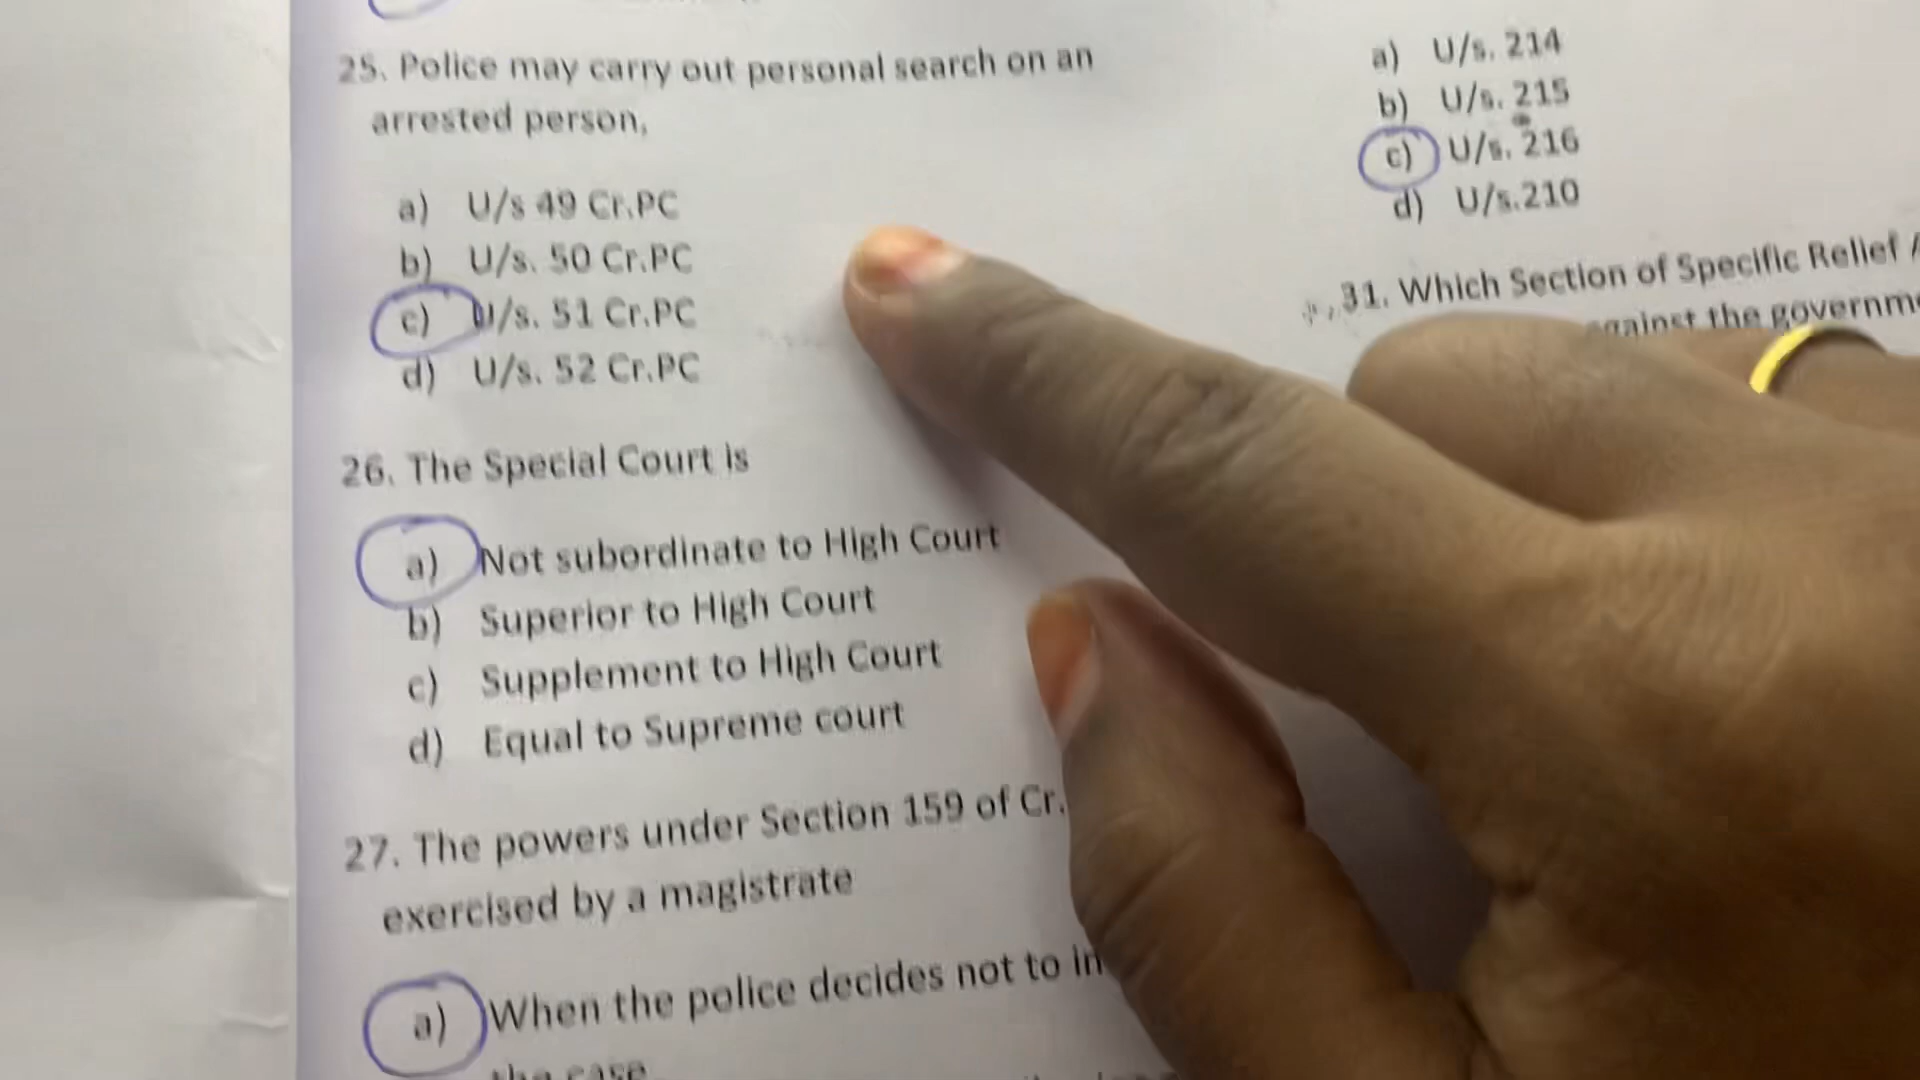 25. Police may carry out personal search on an
arrested person,
a) U/s 49 Cr.PC
b) U/s. 50 Cr.PC
c) U/s. 51 Cr.PC
d) U/s. 52 Cr.PC
26. The Special Court is
a) Not subordinate to High Court
b) Superior to High Court
c) Supplement to High Court
d) Equal to Supreme court
27. The powers under Section 159 of Cr.
exercised by a magistrate
a) When the police decides not to in
the case
a) U/s. 214
b) U/s. 215
c) U/s. 216
d) U/s.210
31. Which Section of Specific Relief
against the governm